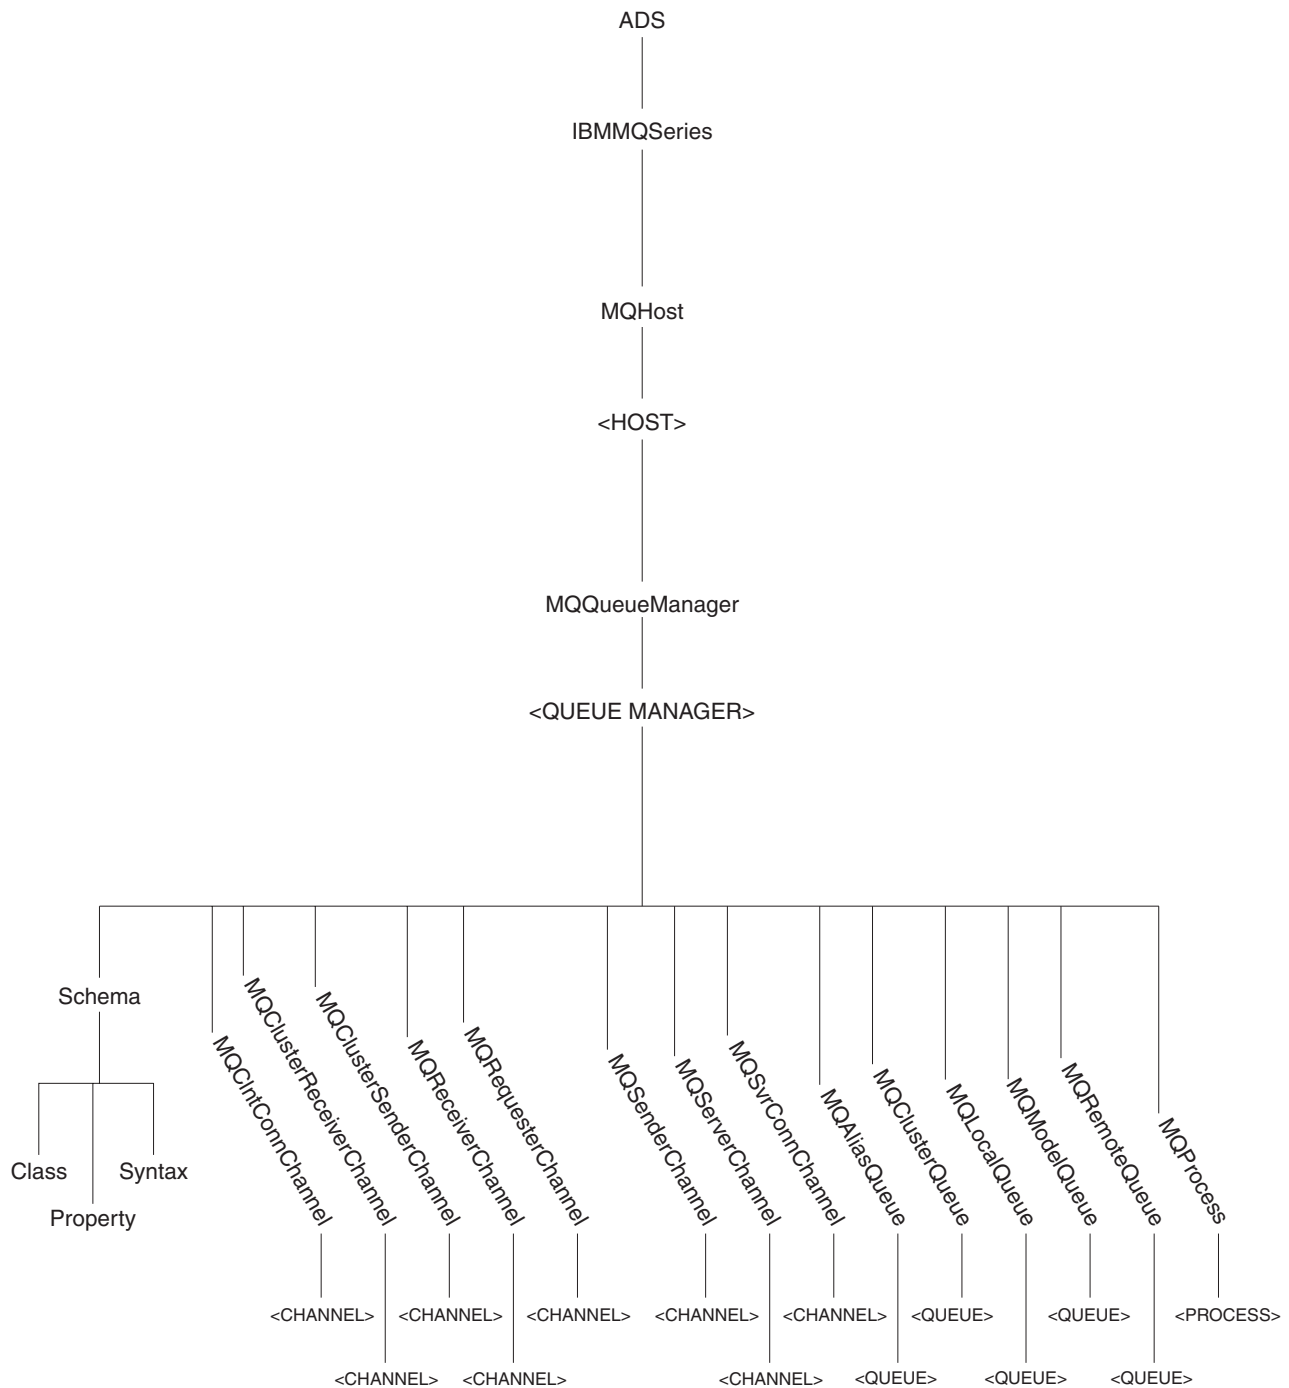 ADS
IBMMQSeries
MQHost
<HOST>
MQQueueManager
<QUEUE MANAGER>
Schema
Class
Property
Syntax
MQClntConnChannel
MQClusterReceiverChannel
MQClusterSenderChannel
MQReceiverChannel
MQRequesterChannel
MQSenderChannel
MQServerChannel
MQSvrConnChannel
MQAliasQueue
MQClusterQueue
MQLocalQueue
MQModelQueue
MQRemoteQueue
MQProcess
<CHANNEL> <CHANNEL> <CHANNEL> <CHANNEL> <CHANNEL> <QUEUE> <QUEUE> <PROCESS>
<CHANNEL> <CHANNEL> <CHANNEL> <QUEUE> <QUEUE> <QUEUE>